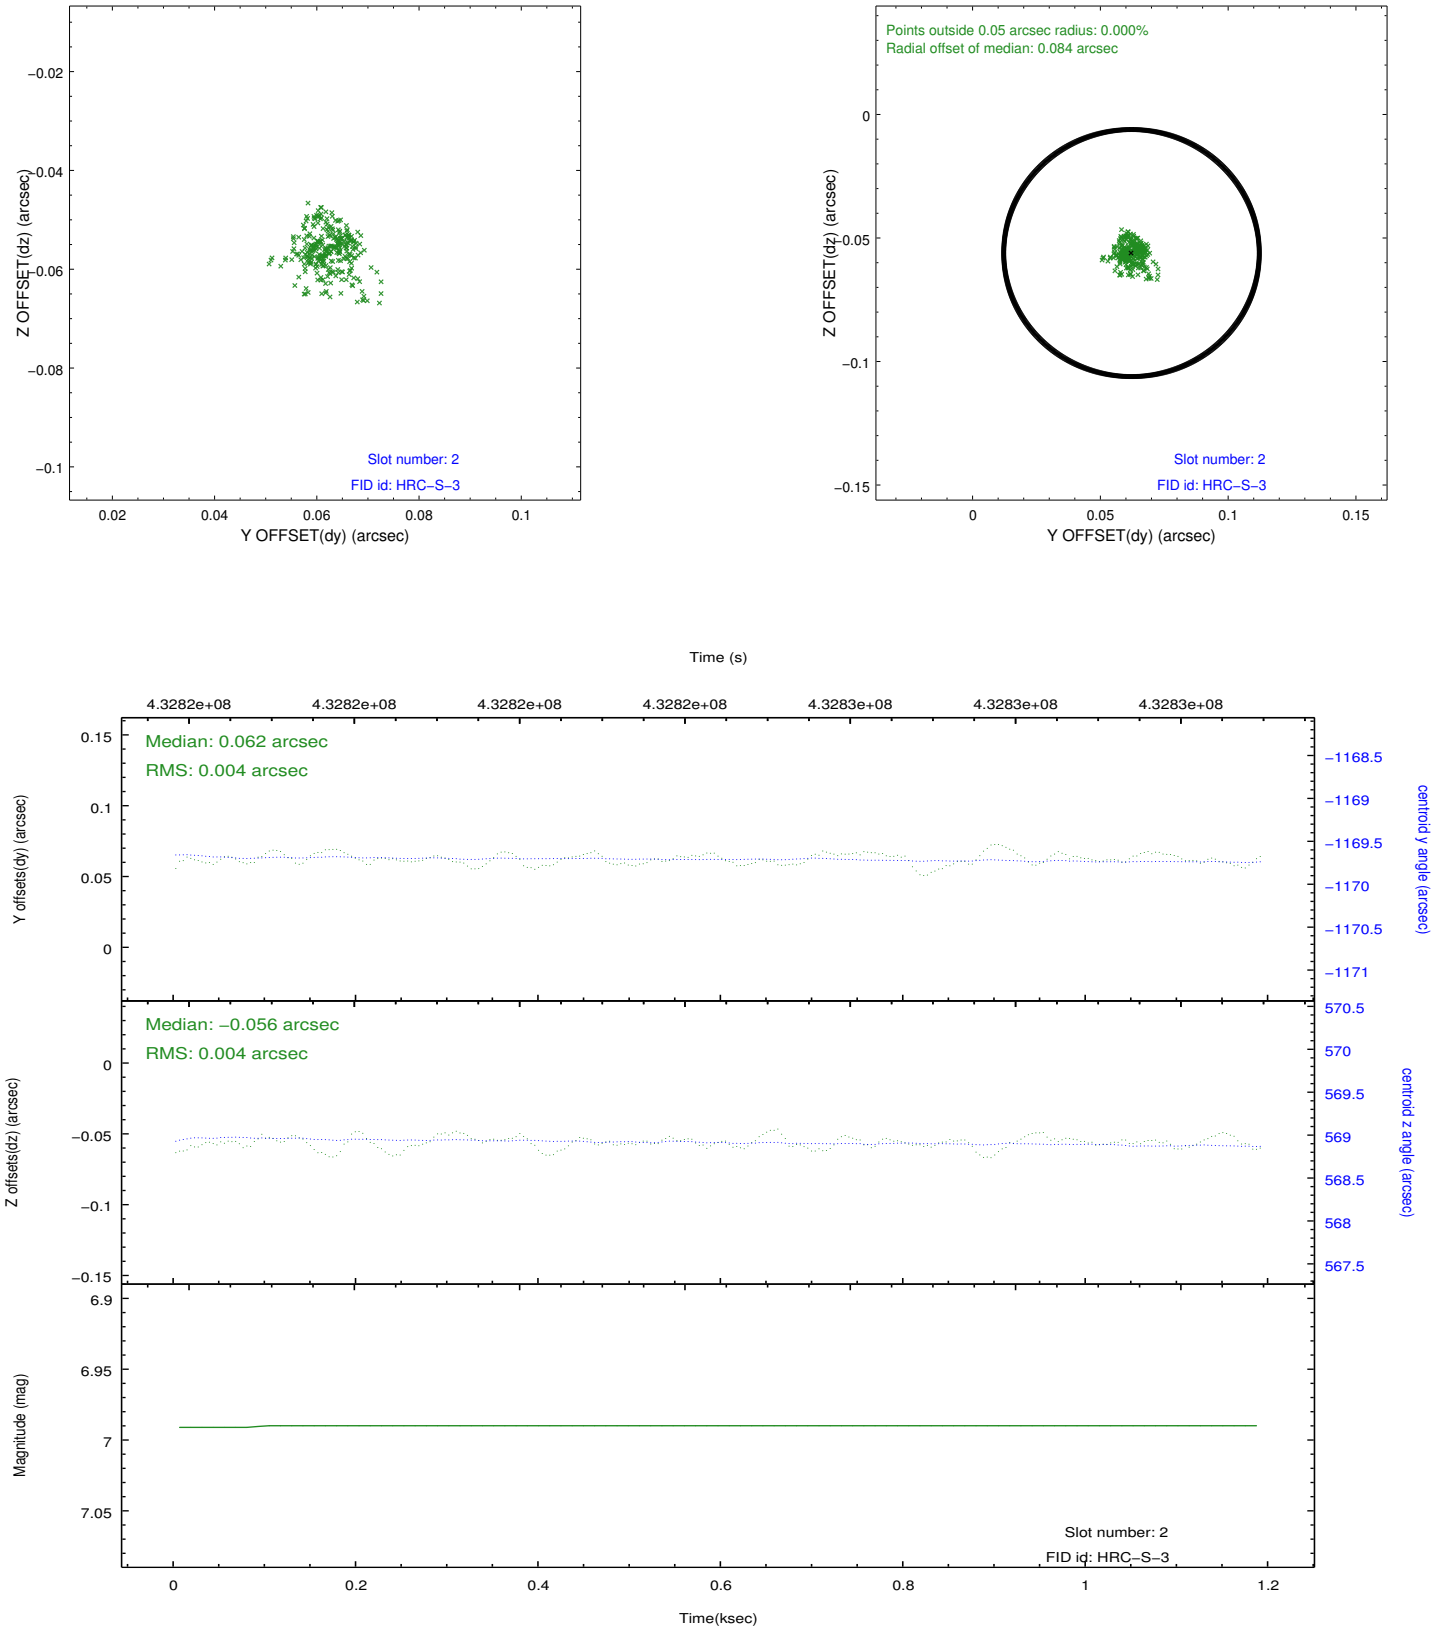 −0.02
−0.04
−0.06
−0.08
−0.1
Z OFFSET(dz) (arcsec)
Slot number: 2
FID id: HRC−S−3
0.02
0.04
0.06
0.08
0.1
Y OFFSET(dy) (arcsec)
Points outside 0.05 arcsec radius: 0.000%
Radial offset of median: 0.084 arcsec
0
−0.05
−0.1
−0.15
Z OFFSET(dz) (arcsec)
Slot number: 2
FID id: HRC−S−3
0
0.05
0.1
0.15
Y OFFSET(dy) (arcsec)
Time (s)
4.3282e+08
4.3282e+08
4.3282e+08
4.3282e+08
4.3283e+08
4.3283e+08
4.3283e+08
Median: 0.062 arcsec
RMS: 0.004 arcsec
0.15
0.1
0.05
0
Y offsets(dy) (arcsec)
−1168.5
−1169
−1169.5
−1170
−1170.5
−1171
centroid y angle (arcsec)
Median: −0.056 arcsec
RMS: 0.004 arcsec
0
−0.05
−0.1
−0.15
Z offsets(dz) (arcsec)
570.5
570
569.5
569
568.5
568
567.5
centroid z angle (arcsec)
6.9
6.95
7
7.05
Magnitude (mag)
Slot number: 2
FID id: HRC−S−3
0
0.2
0.4
0.6
0.8
1
1.2
Time(ksec)